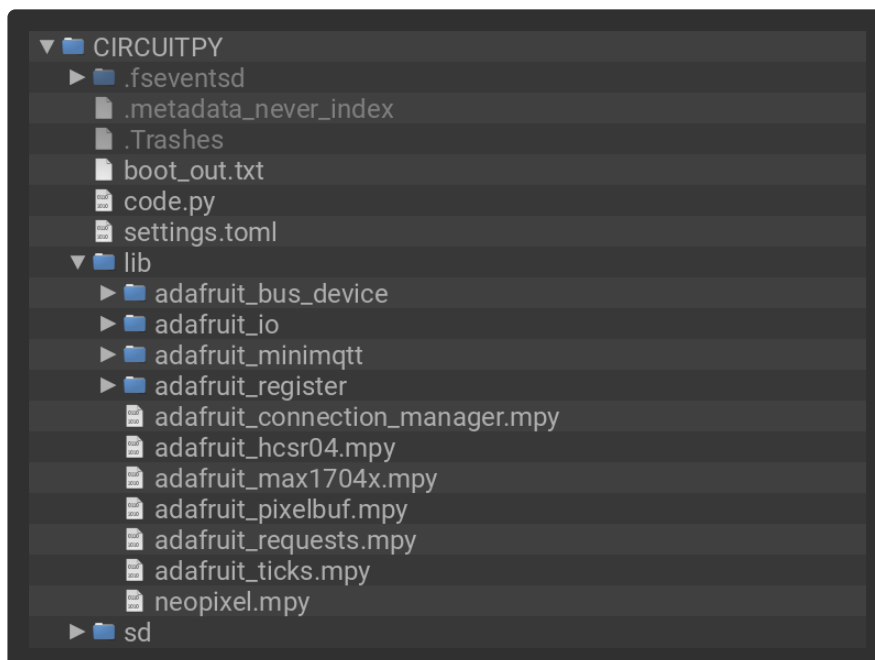 CIRCUITPY
.fseventsd
.metadata_never_index
.Trashes
boot_out.txt
code.py
settings.toml
lib
adafruit_bus_device
adafruit_io
adafruit_minimqtt
adafruit_register
adafruit_connection_manager.mpy
adafruit_hcsr04.mpy
adafruit_max1704x.mpy
adafruit_pixelbuf.mpy
adafruit_requests.mpy
adafruit_ticks.mpy
neopixel.mpy
sd